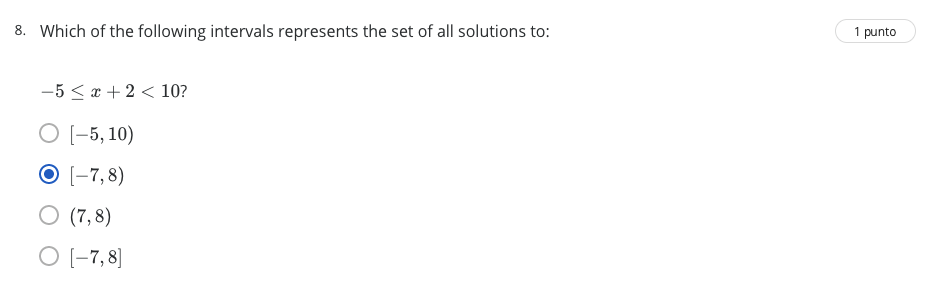 8. Which of the following intervals represents the set of all solutions to:
1 punto
−5 ≤ x + 2 < 10?
[−5, 10)
[−7, 8)
(7, 8)
[−7, 8]